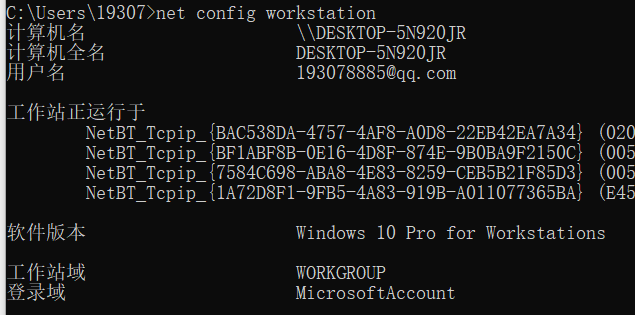 C:\Users\19307>net config workstation
计算机名 \\DESKTOP-5N920JR
计算机全名 DESKTOP-5N920JR
用户名 193078885@qq.com
工作站正运行于
NetBT_Tcpip_{BAC538DA-4757-4AF8-A0D8-22EB42EA7A34} (020
NetBT_Tcpip_{BF1ABF8B-0E16-4D8F-874E-9B0BA9F2150C} (005
NetBT_Tcpip_{7584C698-ABA8-4E83-8259-CEB5B21F85D3} (005
NetBT_Tcpip_{1A72D8F1-9FB5-4A83-919B-A011077365BA} (E45
软件版本 Windows 10 Pro for Workstations
工作站域 WORKGROUP
登录域 MicrosoftAccount